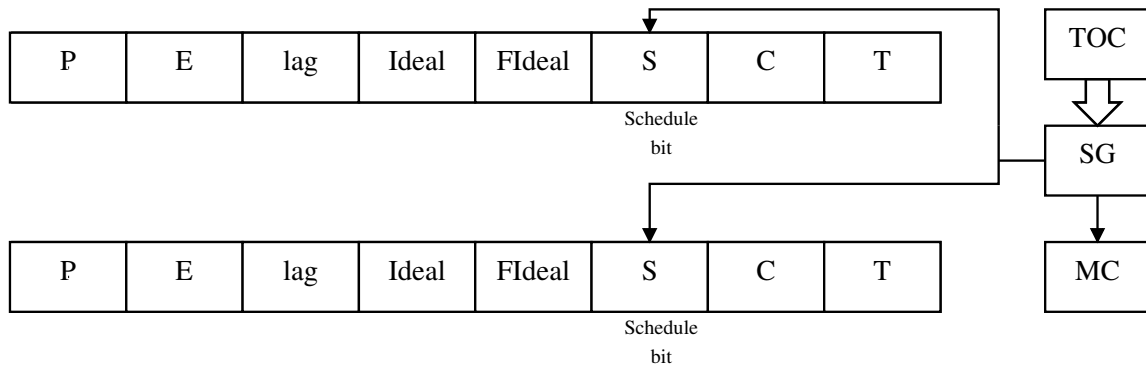 P E lag Ideal FIdeal S C T TOC
Schedule
bit
SG
P E lag Ideal FIdeal S C T MC
Schedule
bit